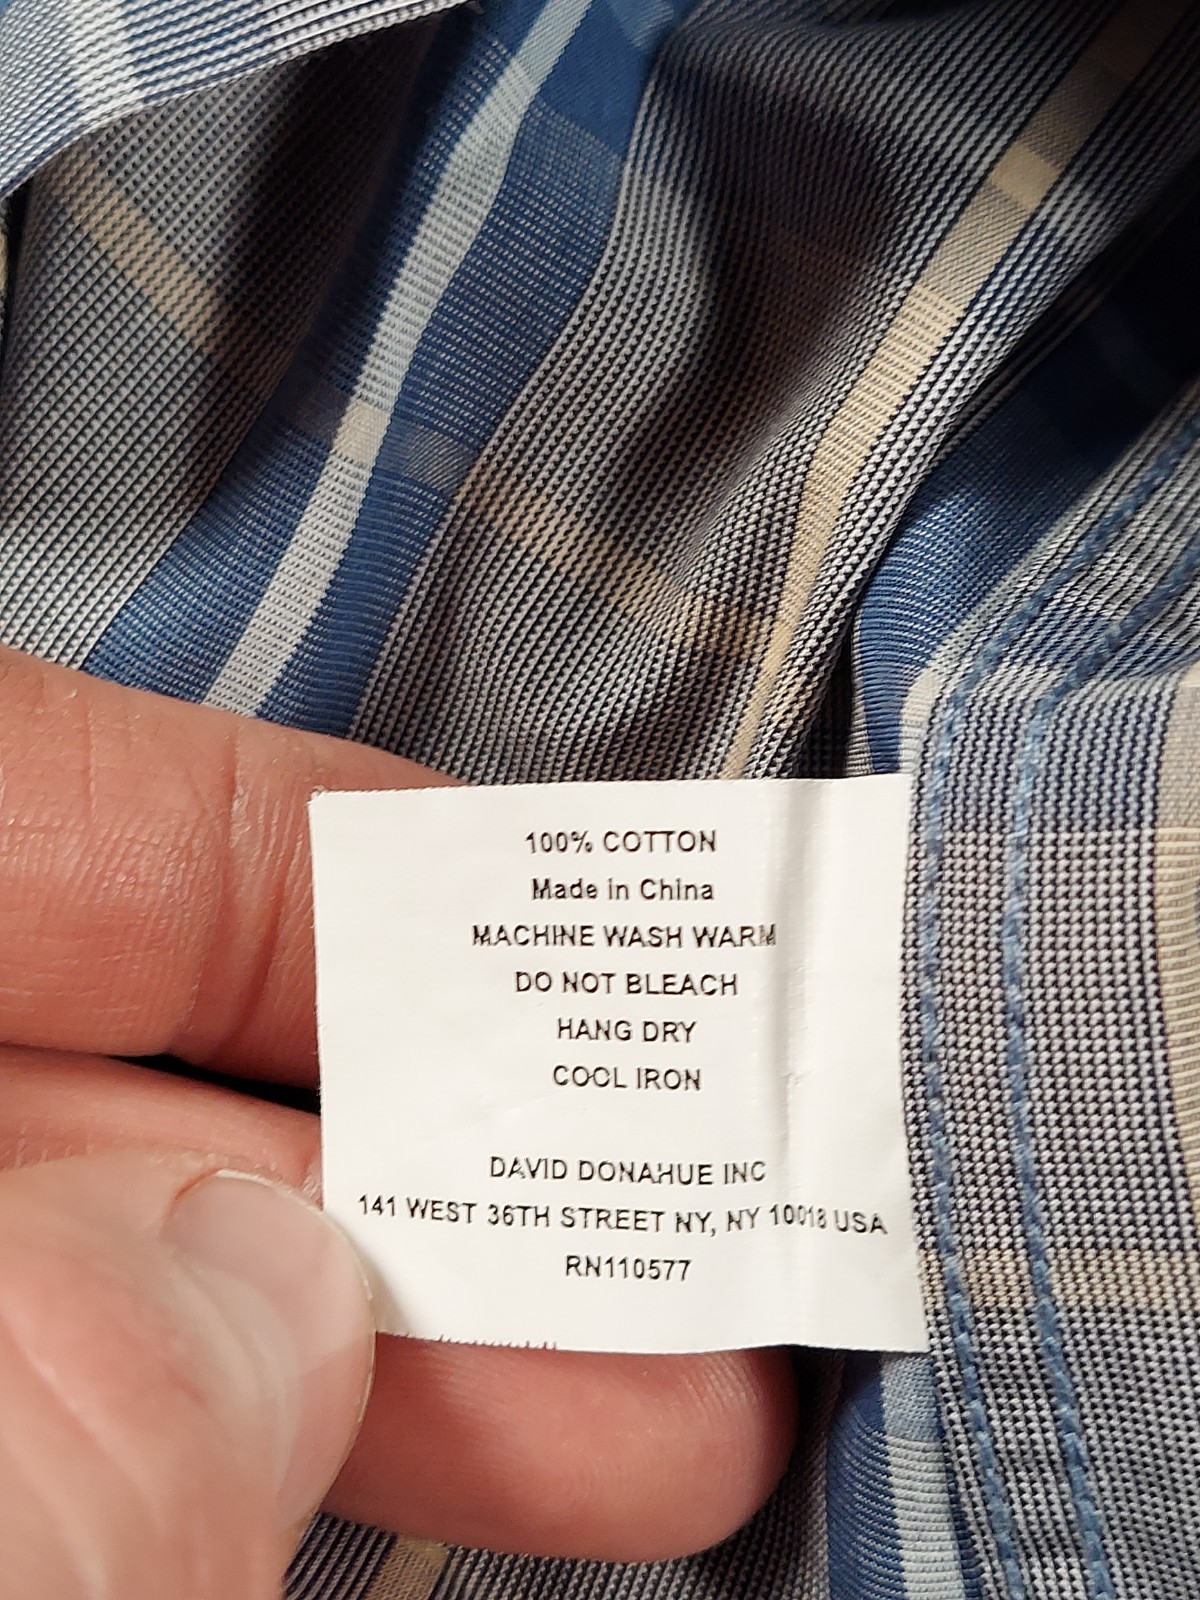 100% COTTON
Made in China
MACHINE WASH WARM
DO NOT BLEACH
HANG DRY
COOL IRON
DAVID DONAHUE INC
141 WEST 36TH STREET NY, NY 10018 USA
RN110577